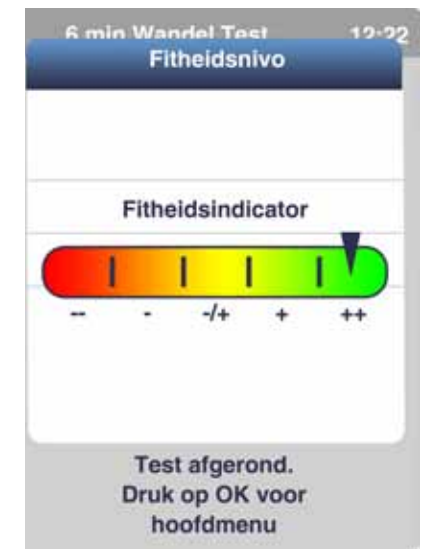 6 min Wandel Test 12:22
Fitheidsnivo
Fitheidsindicator
-- - -/+ + ++
Test afgerond.
Druk op OK voor
hoofdmenu